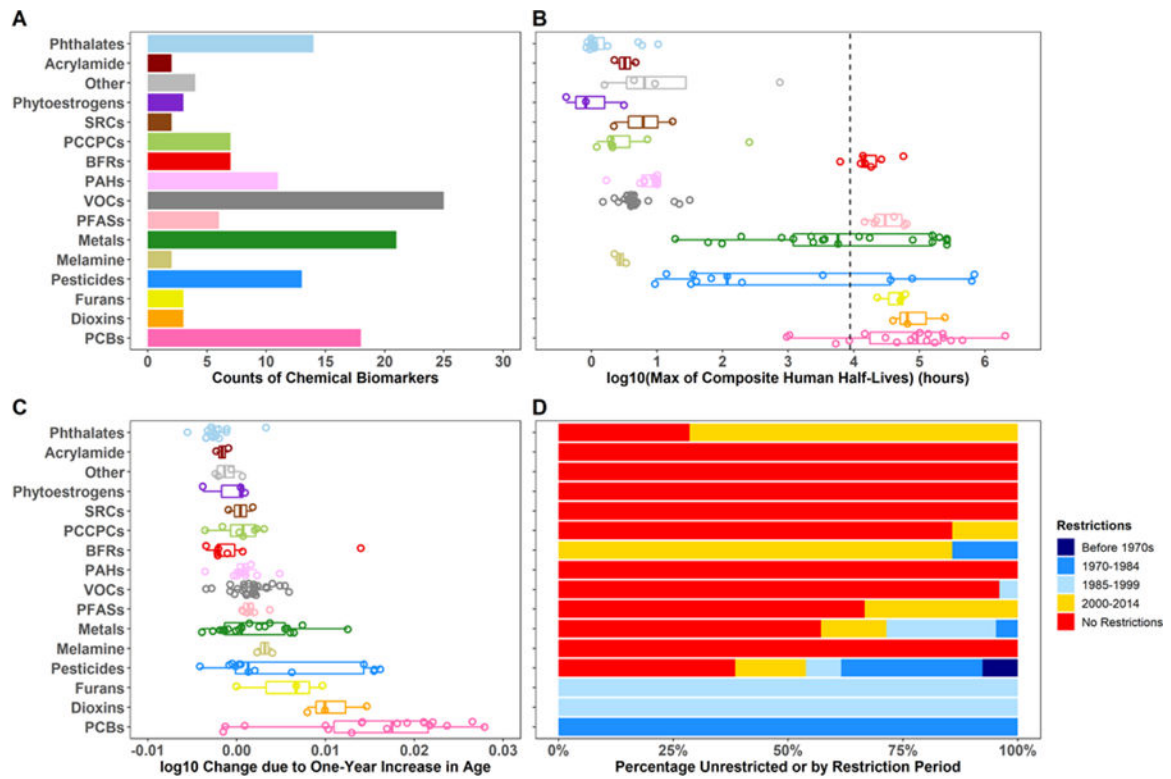 A
Phthalates
Acrylamide
Other
Phytoestrogens
SRCs
PCCPCs
BFRs
PAHs
VOCs
PFASs
Metals
Melamine
Pesticides
Furans
Dioxins
PCBs
0 5 10 15 20 25 30
Counts of Chemical Biomarkers
B
0 1 2 3 4 5 6
log10(Max of Composite Human Half-Lives) (hours)
C
Phthalates
Acrylamide
Other
Phytoestrogens
SRCs
PCCPCs
BFRs
PAHs
VOCs
PFASs
Metals
Melamine
Pesticides
Furans
Dioxins
PCBs
-0.01 0.00 0.01 0.02 0.03
log10 Change due to One-Year Increase in Age
D
0% 25% 50% 75% 100%
Percentage Unrestricted or by Restriction Period
Restrictions
Before 1970s
1970-1984
1985-1999
2000-2014
No Restrictions